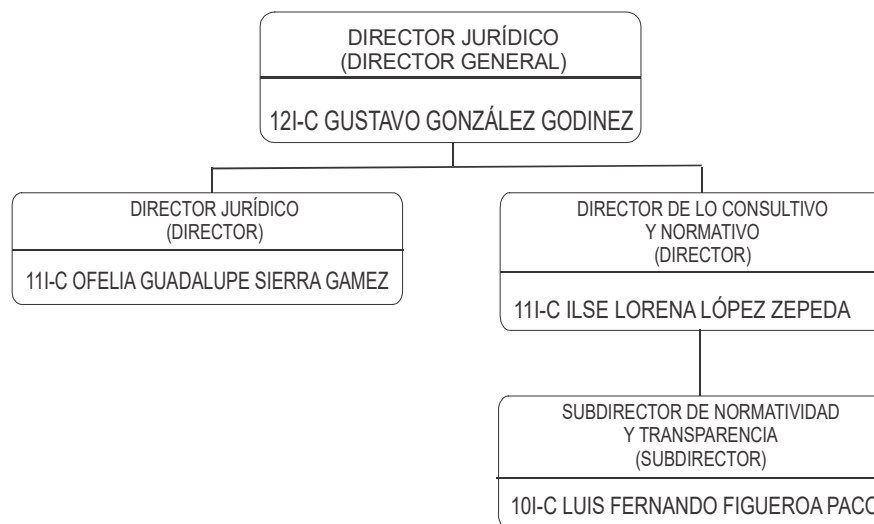 DIRECTOR JURÍDICO
(DIRECTOR GENERAL)
12I-C GUSTAVO GONZÁLEZ GODINEZ
DIRECTOR JURÍDICO
(DIRECTOR)
11I-C OFELIA GUADALUPE SIERRA GAMEZ
DIRECTOR DE LO CONSULTIVO
Y NORMATIVO
(DIRECTOR)
11I-C ILSE LORENA LÓPEZ ZEPEDA
SUBDIRECTOR DE NORMATIVIDAD
Y TRANSPARENCIA
(SUBDIRECTOR)
10I-C LUIS FERNANDO FIGUEROA PACO